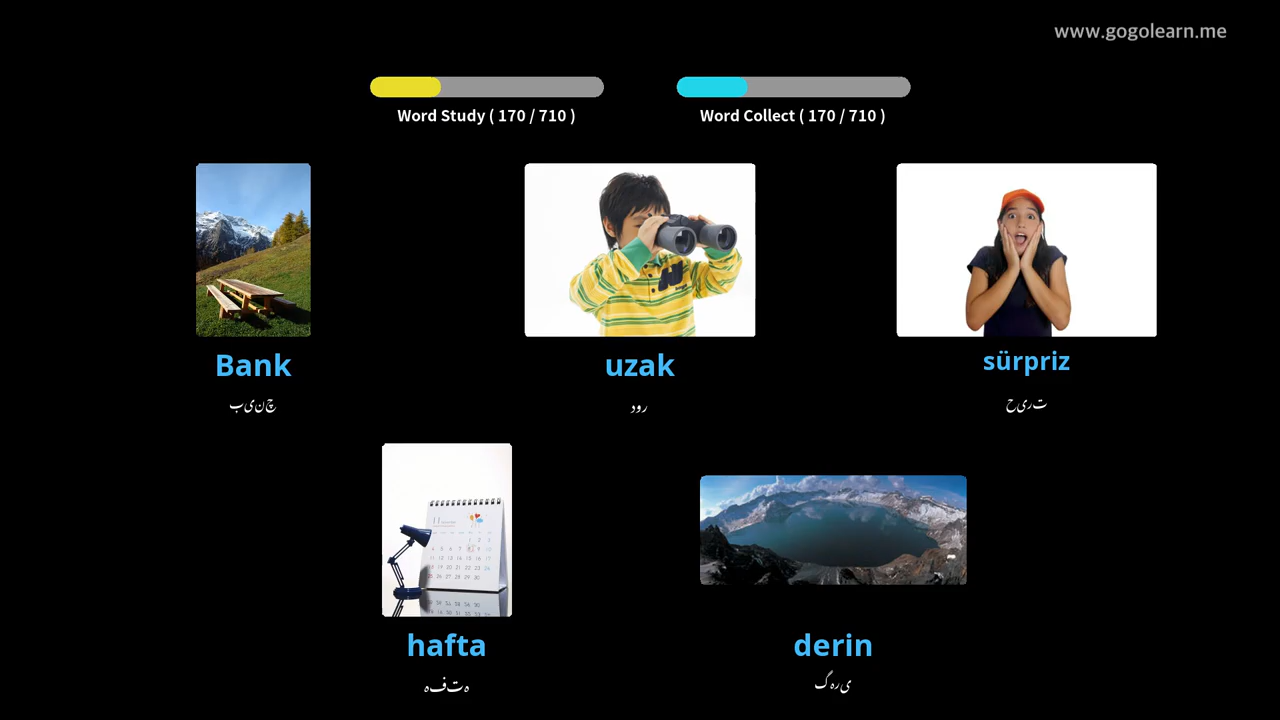 www.gogolearn.me
Word Study ( 170 / 710 )
Word Collect ( 170 / 710 )
Bank
بینچ
uzak
دور
sürpriz
حیرت
hafta
ہفتہ
derin
گہری